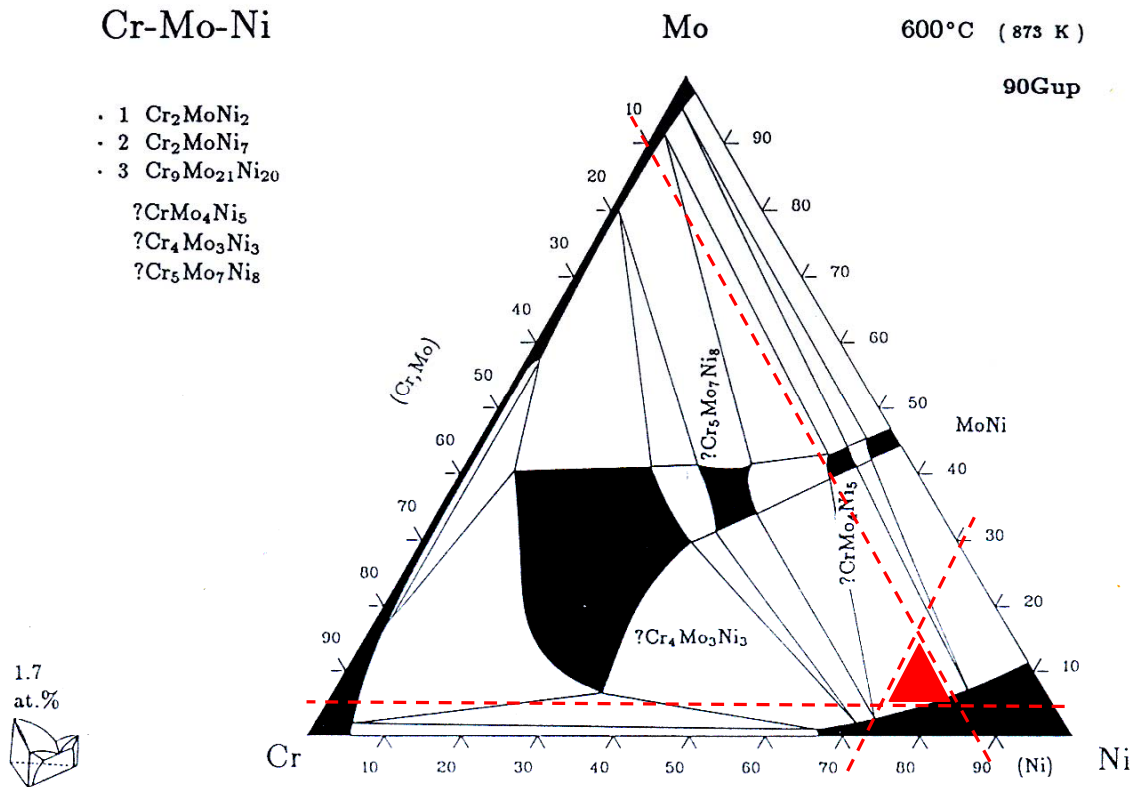 Cr-Mo-Ni
Mo
600°C ( 873 K )
90Gup
· 1 Cr₂MoNi₂
· 2 Cr₂MoNi₇
· 3 Cr₉Mo₂₁Ni₂₀
?CrMo₄Ni₅
?Cr₄Mo₃Ni₃
?Cr₅Mo₇Ni₈
10
20
30
40
50
60
70
80
90
(Cr,Mo)
90
80
70
60
50
MoNi
40
30
20
10
?Cr₅Mo₇Ni₈
?CrMo₄Ni₅
?Cr₄Mo₃Ni₃
1.7
at.%
Cr
10
20
30
40
50
60
70
80
90
(Ni)
Ni